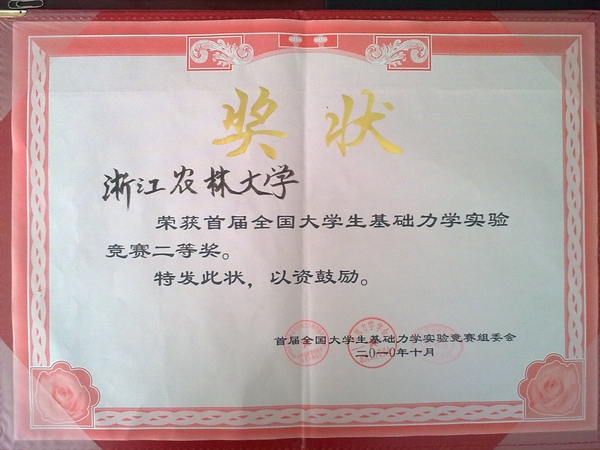 奖状
浙江农林大学
荣获首届全国大学生基础力学实验
竞赛二等奖。
特发此状，以资鼓励。
首届全国大学生基础力学实验竞赛组委会
二〇一〇年十月